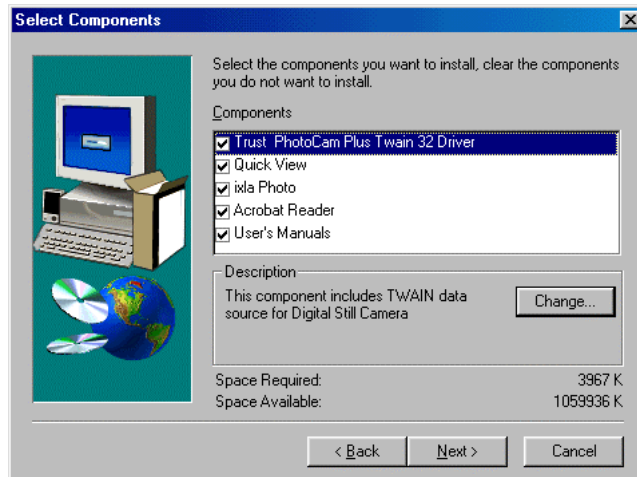 Select Components
Select the components you want to install, clear the components
you do not want to install.
Components
Trust PhotoCam Plus Twain 32 Driver
Quick View
ixla Photo
Acrobat Reader
User's Manuals
Description
This component includes TWAIN data
source for Digital Still Camera
Change...
Space Required: 3967 K
Space Available: 1059936 K
< Back Next > Cancel